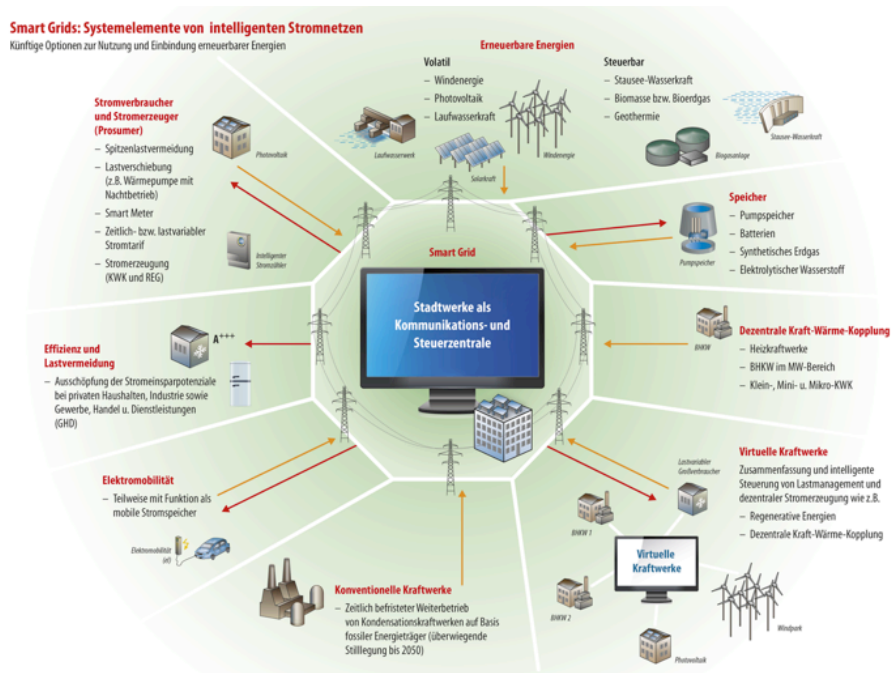 Smart Grids: Systemelemente von intelligenten Stromnetzen
Künftige Optionen zur Nutzung und Einbindung erneuerbarer Energien
Erneuerbare Energien
Volatil
– Windenergie
– Photovoltaik
– Laufwasserkraft
Steuerbar
– Stausee-Wasserkraft
– Biomasse bzw. Bioerdgas
– Geothermie
Laufwasserwerk
Solarkraft
Windenergie
Biogasanlage
Stausee-Wasserkraft
Stromverbraucher
und Stromerzeuger
(Prosumer)
– Spitzenlastvermeidung
– Lastverschiebung
(z.B. Wärmepumpe mit
Nachtbetrieb)
– Smart Meter
– Zeitlich- bzw. lastvariabler
Stromtarif
– Stromerzeugung
(KWK und REG)
Photovoltaik
Intelligenter
Stromzähler
Speicher
– Pumpspeicher
– Batterien
– Synthetisches Erdgas
– Elektrolytischer Wasserstoff
Pumpspeicher
Smart Grid
Stadtwerke als
Kommunikations- und
Steuerzentrale
BHKW
Dezentrale Kraft-Wärme-Kopplung
– Heizkraftwerke
– BHKW im MW-Bereich
– Klein-, Mini- u. Mikro-KWK
A+++
Effizienz und
Lastvermeidung
– Ausschöpfung der Stromeinsparpotenziale
bei privaten Haushalten, Industrie sowie
Gewerbe, Handel u. Dienstleistungen
(GHD)
Elektromobilität
– Teilweise mit Funktion als
mobile Stromspeicher
Elektromobilität
(el)
Konventionelle Kraftwerke
– Zeitlich befristeter Weiterbetrieb
von Kondensationskraftwerken auf Basis
fossiler Energieträger (überwiegende
Stilllegung bis 2050)
Virtuelle Kraftwerke
Zusammenfassung und intelligente
Steuerung von Lastmanagement und
dezentraler Stromerzeugung wie z.B.
– Regenerative Energien
– Dezentrale Kraft-Wärme-Kopplung
Lastvariabler
Großverbraucher
BHKW 1
Virtuelle
Kraftwerke
BHKW 2
Windpark
Photovoltaik